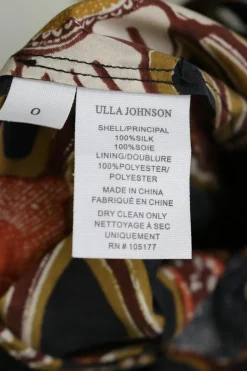 0
ULLA JOHNSON
SHELL/PRINCIPAL
100%SILK
100%SOIE
LINING/DOUBLURE
100%POLYESTER/
POLYESTER
MADE IN CHINA
FABRIQUÉ EN CHINE
DRY CLEAN ONLY
NETTOYAGE À SEC
UNIQUEMENT
RN # 105177